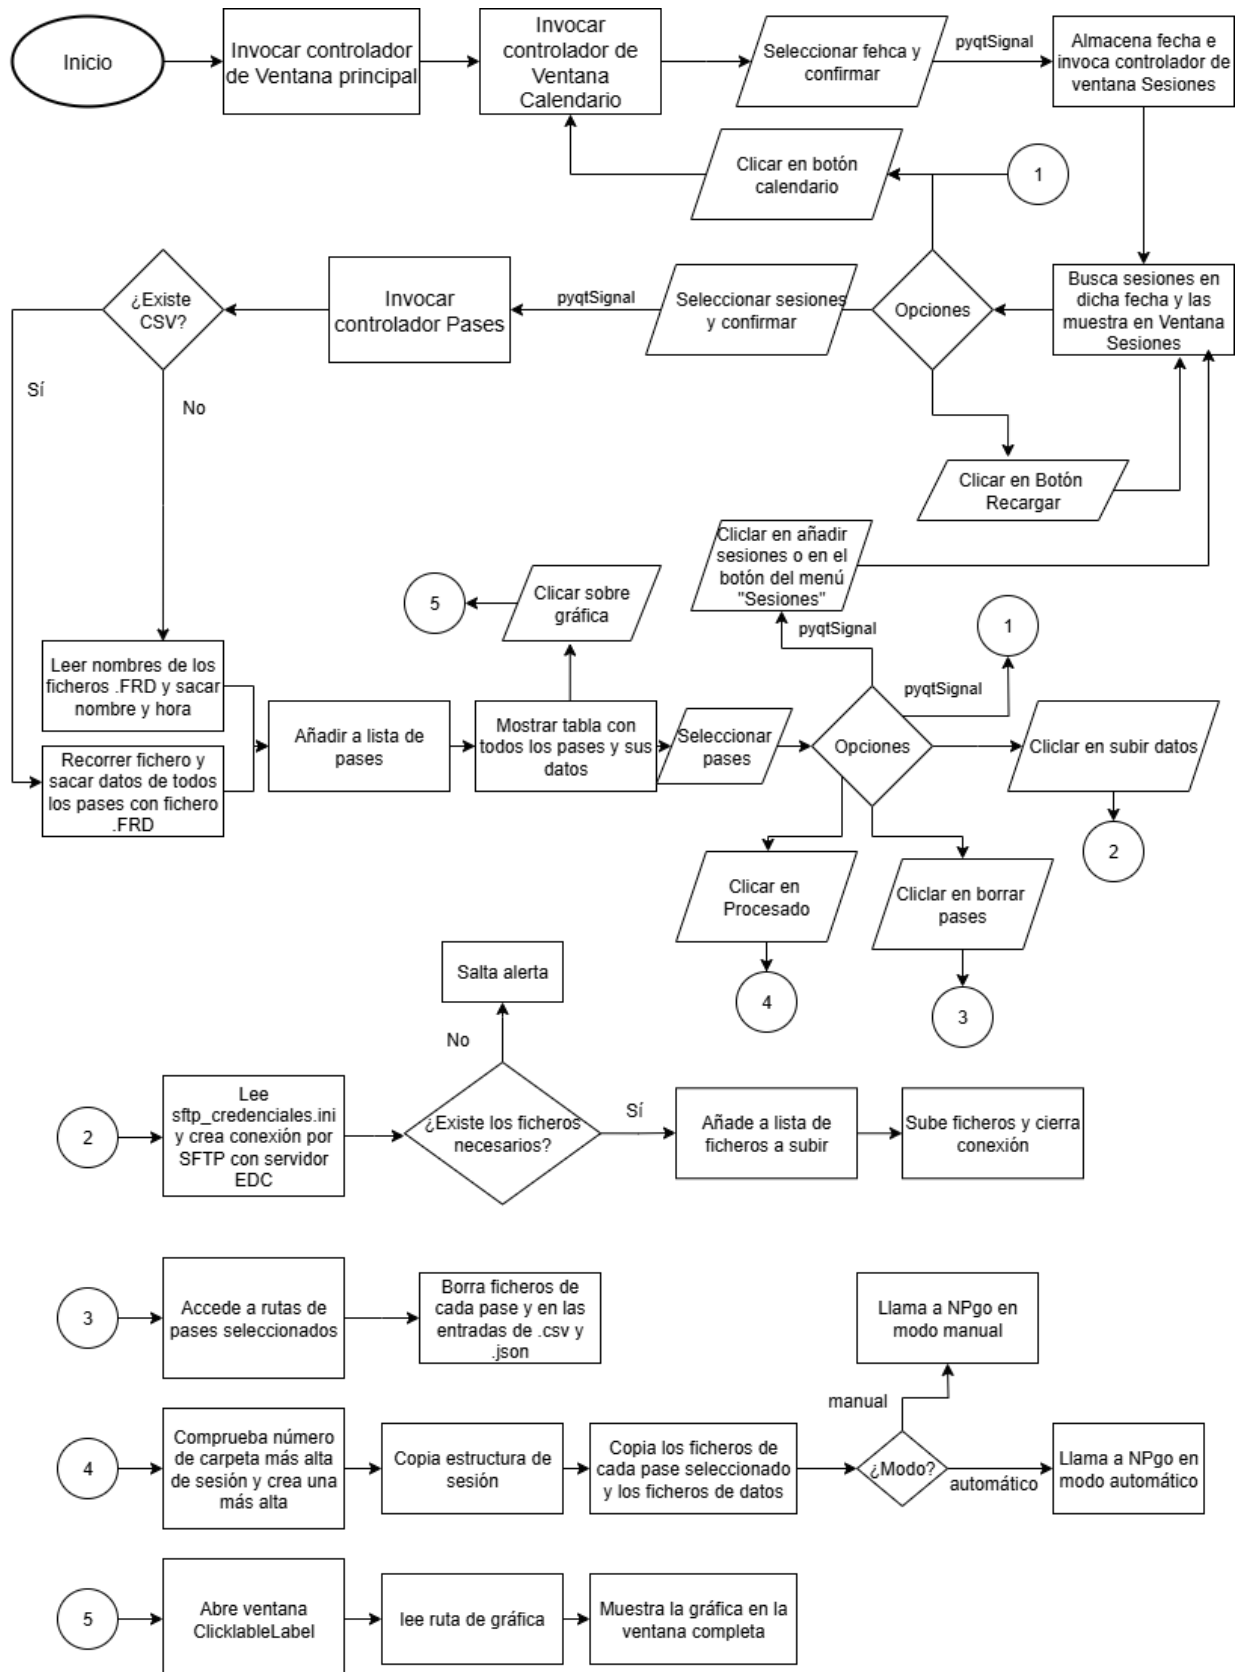 Inicio
Invocar controlador
de Ventana principal
Invocar
controlador de
Ventana
Calendario
Seleccionar fehca y
confirmar
pyqtSignal
Almacena fecha e
invoca controlador de
ventana Sesiones
Clicar en botón
calendario
1
¿Existe
CSV?
Invocar
controlador Pases
pyqtSignal
Seleccionar sesiones
y confirmar
Opciones
Busca sesiones en
dicha fecha y las
muestra en Ventana
Sesiones
Sí
No
Clicar en Botón
Recargar
Cliclar en añadir
sesiones o en el
botón del menú
"Sesiones"
5
Clicar sobre
gráfica
pyqtSignal
1
Leer nombres de los
ficheros .FRD y sacar
nombre y hora
pyqtSignal
Añadir a lista de
pases
Mostrar tabla con
todos los pases y sus
datos
Seleccionar
pases
Opciones
Cliclar en subir datos
Recorrer fichero y
sacar datos de todos
los pases con fichero
.FRD
2
Clicar en
Procesado
Cliclar en borrar
pases
4
3
Salta alerta
No
2
Lee
sftp_credenciales.ini
y crea conexión por
SFTP con servidor
EDC
¿Existe los ficheros
necesarios?
Sí
Añade a lista de
ficheros a subir
Sube ficheros y cierra
conexión
3
Accede a rutas de
pases seleccionados
Borra ficheros de
cada pase y en las
entradas de .csv y
.json
Llama a NPgo en
modo manual
manual
4
Comprueba número
de carpeta más alta
de sesión y crea una
más alta
Copia estructura de
sesión
Copia los ficheros de
cada pase seleccionado
y los ficheros de datos
¿Modo?
automático
Llama a NPgo en
modo automático
5
Abre ventana
ClicklableLabel
lee ruta de gráfica
Muestra la gráfica en la
ventana completa